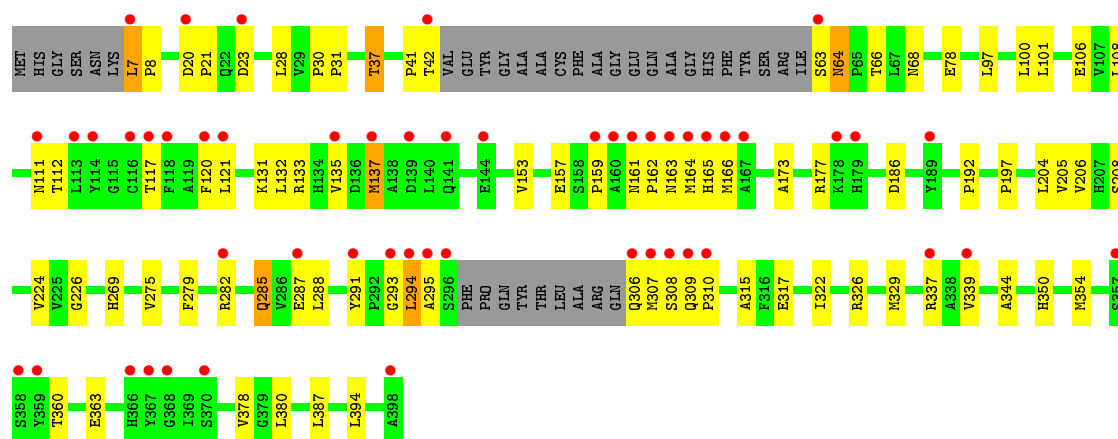 MET HIS GLY SER ASN LYS L7 P8 D20 P21 Q22 D23 L28 V29 P30 P31 T37 P41 T42 VAL GLU TYR GLY ALA ALA CYS PHE ALA GLY GLU GLN ALA GLY HIS PHE TYR SER ARG ILE S63 N64 P65 T66 L67 N68 E78 L97 L100 L101 E106 V107 L108
N111 T112 L113 Y114 G115 C116 T117 F118 A119 F120 L121 K131 L132 R133 H134 V135 D136 M137 A138 D139 L140 Q141 E144 V153 E157 S158 P159 A160 N161 P162 N163 M164 H165 M166 A167 A173 R177 K178 H179 D186 Y189 P192 P197 L204 V205 V206 H207 S208
V224 V225 G226 H269 V275 F279 R282 Q285 V286 E287 L288 Y291 P292 G293 L294 A295 S296 PHE PRO GLN TYR THR LEU ALA ARG GLN Q306 M307 S308 Q309 P310 A315 F316 E317 I322 R326 M329 R337 A338 V339 A344 H350 M354 S357
S358 Y359 T360 E363 H366 Y367 G368 I369 S370 V378 G379 L380 L387 L394 A398